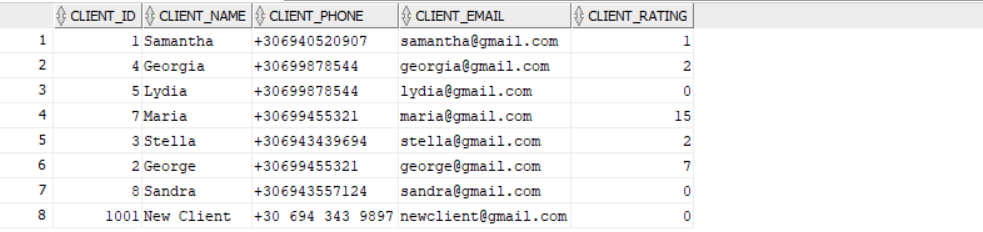 CLIENT_ID CLIENT_NAME CLIENT_PHONE CLIENT_EMAIL CLIENT_RATING
1 1 Samantha +306940520907 samantha@gmail.com 1
2 4 Georgia +30699878544 georgia@gmail.com 2
3 5 Lydia +30699878544 lydia@gmail.com 0
4 7 Maria +30699455321 maria@gmail.com 15
5 3 Stella +306943439694 stella@gmail.com 2
6 2 George +30699455321 george@gmail.com 7
7 8 Sandra +306943557124 sandra@gmail.com 0
8 1001 New Client +30 694 343 9897 newclient@gmail.com 0